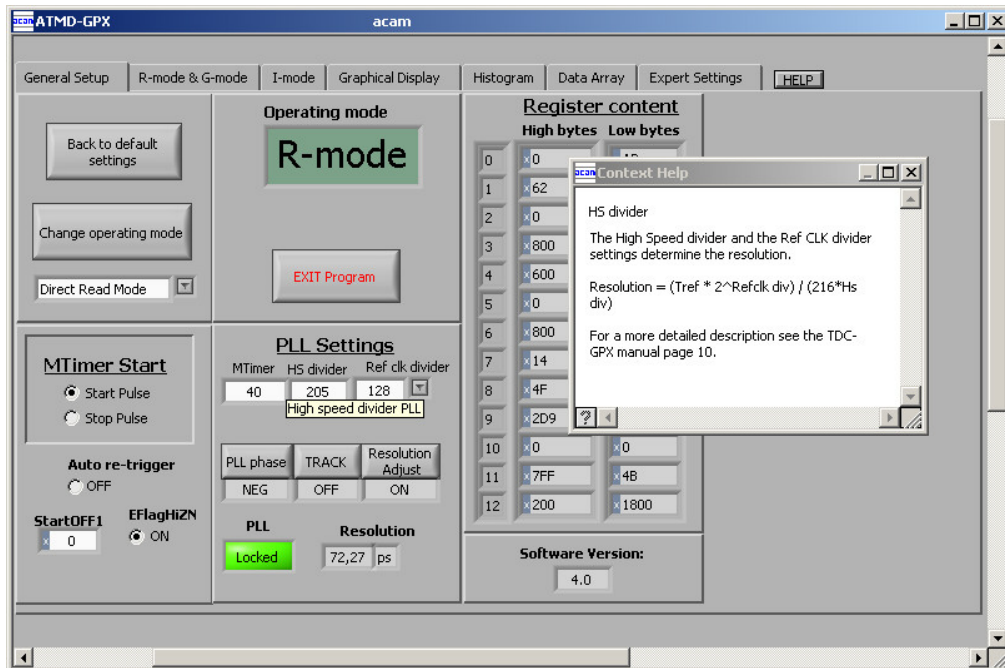 acam ATMD-GPX acam
General Setup R-mode & G-mode I-mode Graphical Display Histogram Data Array Expert Settings HELP
Back to default
settings
Change operating mode
Direct Read Mode
Operating mode
R-mode
EXIT Program
MTimer Start
Start Pulse
Stop Pulse
Auto re-trigger
OFF
StartOFF1 EFlagHiZN
x 0 ON
PLL Settings
MTimer HS divider Ref clk divider
40 205 128
High speed divider PLL
PLL phase TRACK Resolution
Adjust
NEG OFF ON
PLL Resolution
Locked 72,27 ps
Register content
High bytes Low bytes
0 x0
1 x62
2 x0
3 x800
4 x600
5 x0
6 x800
7 x14
8 x4F
9 x2D9
10 x0 x0
11 x7FF x4B
12 x200 x1800
Software Version:
4.0
acam Context Help
HS divider
The High Speed divider and the Ref CLK divider
settings determine the resolution.
Resolution = (Tref * 2^Refclk div) / (216*Hs
div)
For a more detailed description see the TDC-
GPX manual page 10.
?